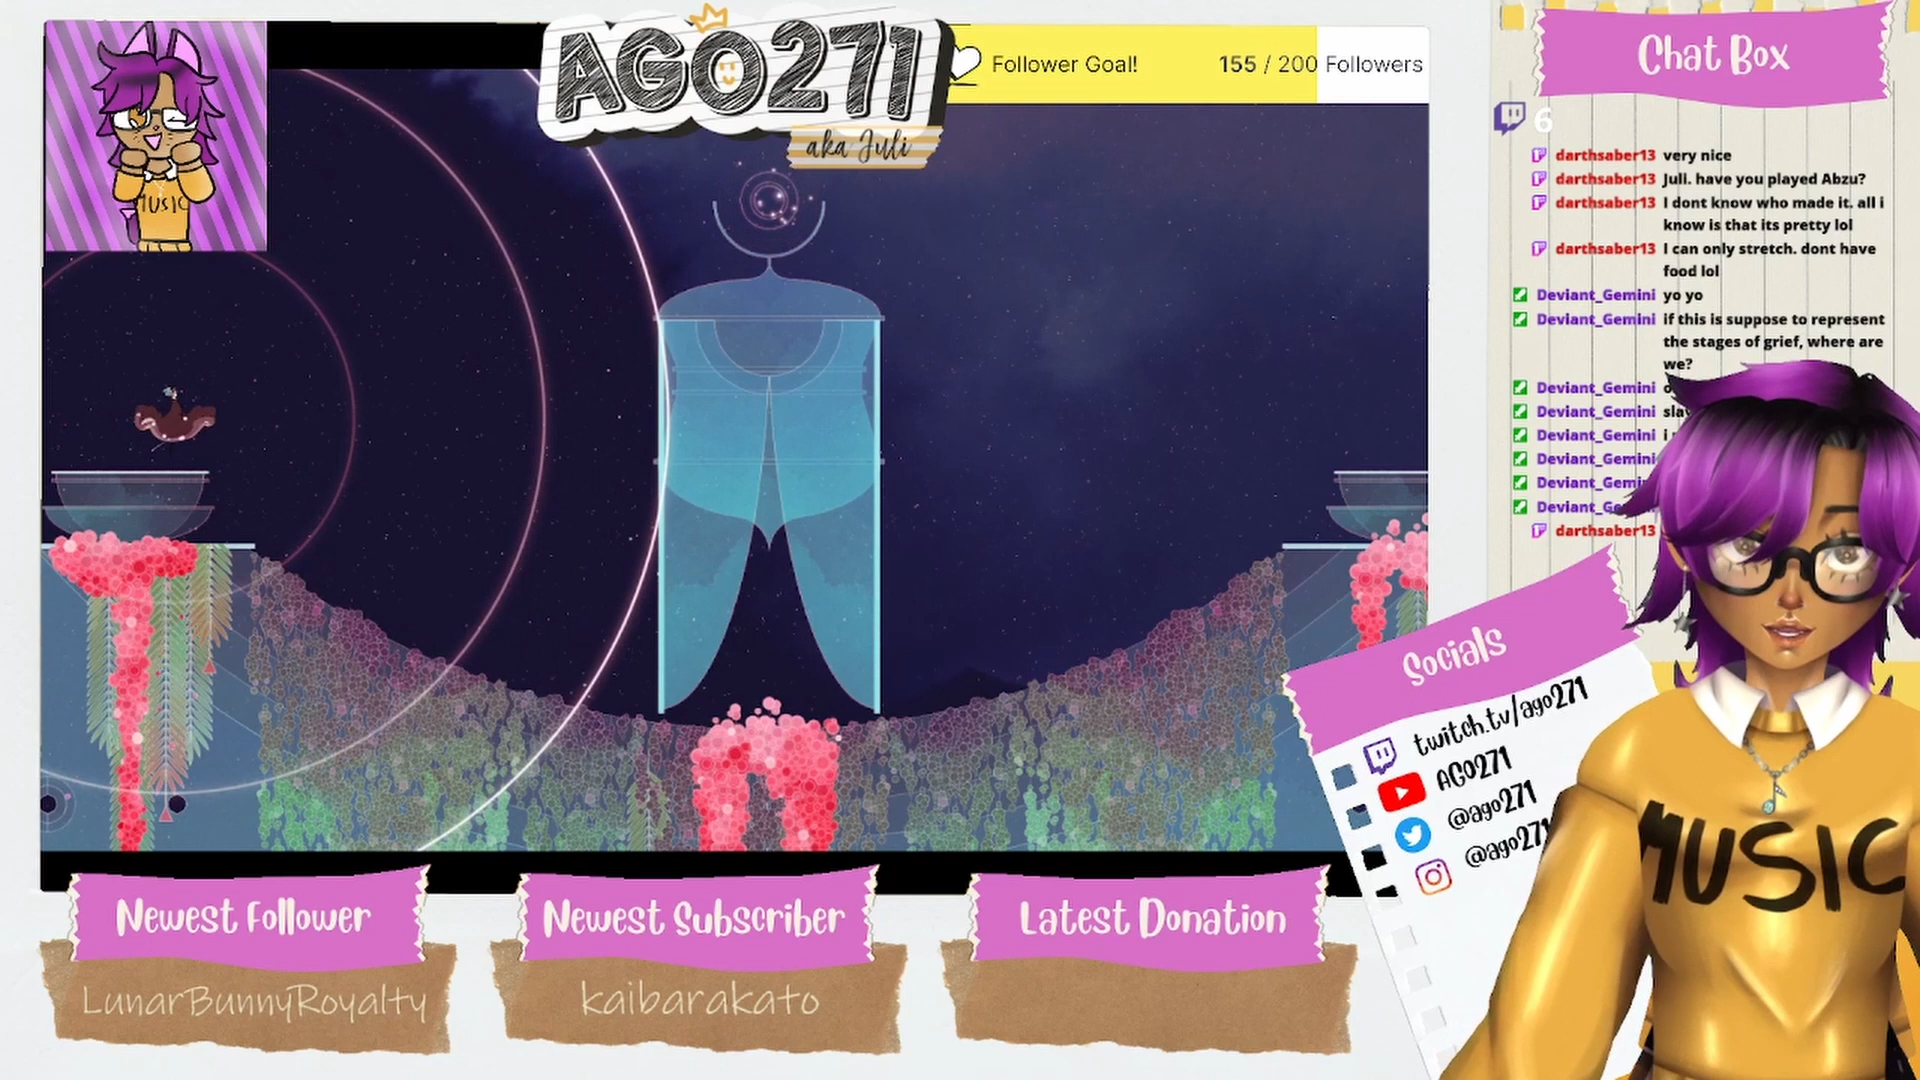 AGO271
aka Juli
Follower Goal!
155 / 200 Followers
MUSIC
Chat Box
6
darthsaber13 very nice
darthsaber13 Juli. have you played Abzu?
darthsaber13 I dont know who made it. all i
know is that its pretty lol
darthsaber13 I can only stretch. dont have
food lol
Deviant_Gemini yo yo
Deviant_Gemini if this is suppose to represent
the stages of grief, where are
we?
Deviant_Gemini
Deviant_Gemini
Deviant_Gemini
Deviant_Gemini
darthsaber13
Socials
twitch.tv/ago271
AGO271
@ago271
@ago271
MUSIC
Newest Follower
LunarBunnyRoyalty
Newest Subscriber
kaibarakato
Latest Donation